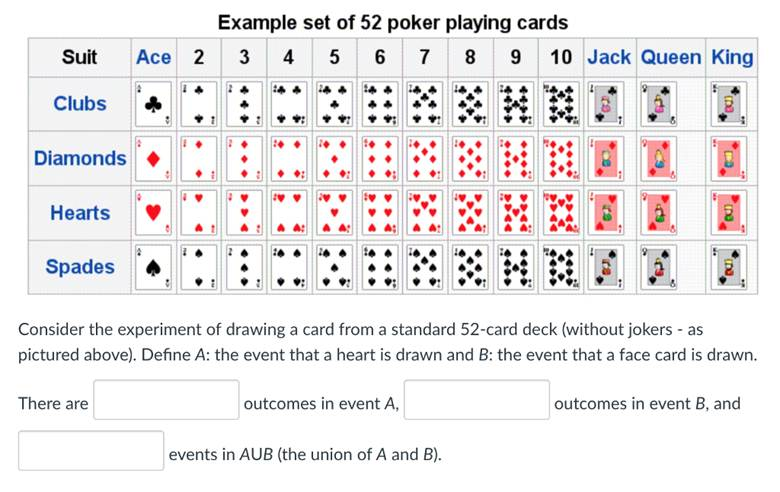 Example set of 52 poker playing cards
Suit Ace 2 3 4 5 6 7 8 9 10 Jack Queen King
Clubs
Diamonds
Hearts
Spades
Consider the experiment of drawing a card from a standard 52-card deck (without jokers - as
pictured above). Define A: the event that a heart is drawn and B: the event that a face card is drawn.
There are outcomes in event A, outcomes in event B, and
events in AUB (the union of A and B).